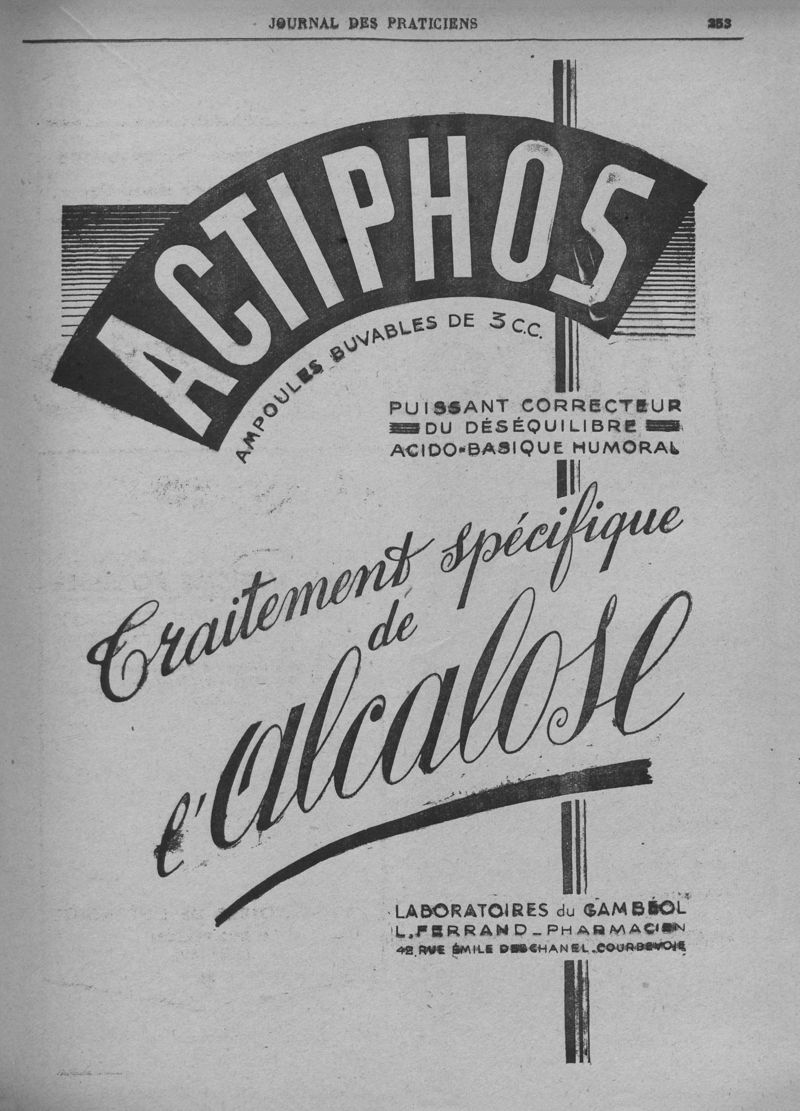 JOURNAL DES PRATICIENS
253
ACTIPHOS
AMPOULES BUVABLES DE 3 C.C.
PUISSANT CORRECTEUR
DU DÉSÉQUILIBRE
ACIDO-BASIQUE HUMORAL
Traitement spécifique
de
l'alcalose
LABORATOIRES du GAMBÉOL
L. FERRAND - PHARMACIEN
42, RUE ÉMILE DESCHANEL. COURBEVOIE